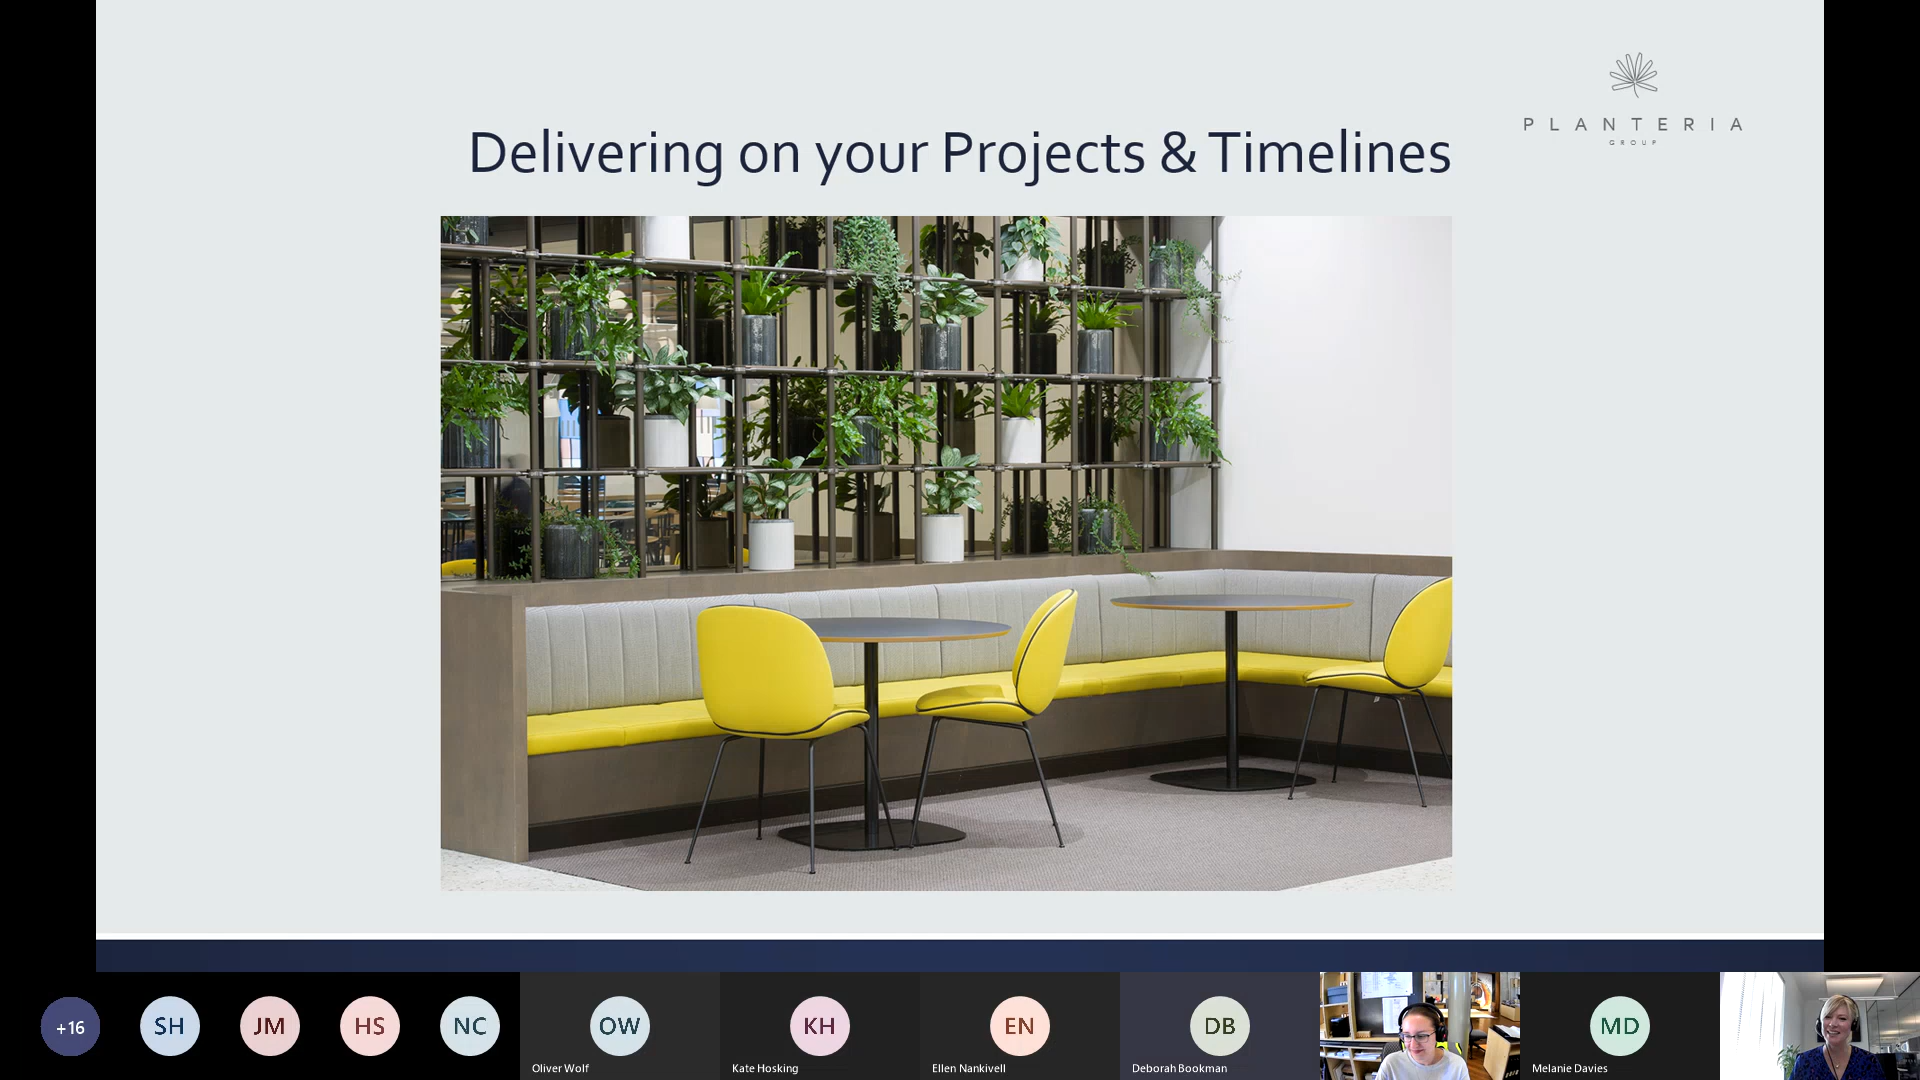 PLANTERIA
GROUP
Delivering on your Projects & Timelines
+16
SH
JM
HS
NC
OW
KH
EN
DB
MD
Oliver Wolf
Kate Hosking
Ellen Nankivell
Deborah Bookman
Melanie Davies